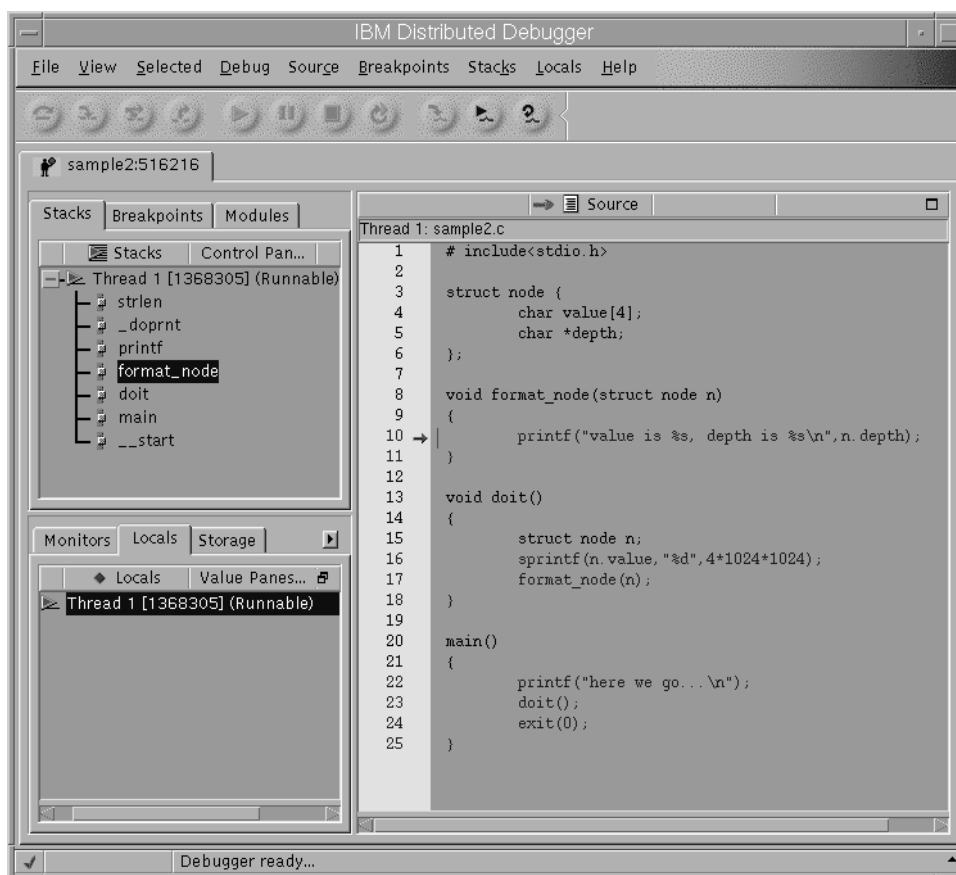 IBM Distributed Debugger
File View Selected Debug Source Breakpoints Stacks Locals Help
sample2:516216
Stacks Breakpoints Modules
Stacks Control Pan...
Thread 1 [1368305] (Runnable)
strlen
_doprnt
printf
format_node
doit
main
__start
Monitors Locals Storage
Locals Value Panes...
Thread 1 [1368305] (Runnable)
Source
Thread 1: sample2.c
1 # include<stdio.h>
2
3 struct node {
4 char value[4];
5 char *depth;
6 };
7
8 void format_node(struct node n)
9 {
10 printf("value is %s, depth is %s\n",n.depth);
11 }
12
13 void doit()
14 {
15 struct node n;
16 sprintf(n.value,"%d",4*1024*1024);
17 format_node(n);
18 }
19
20 main()
21 {
22 printf("here we go...\n");
23 doit();
24 exit(0);
25 }
Debugger ready...